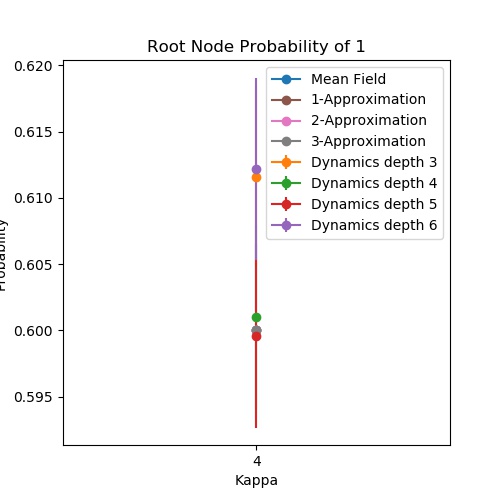 Root Node Probability of 1
0.620
0.615
0.610
0.605
0.600
0.595
Probability
Mean Field
1-Approximation
2-Approximation
3-Approximation
Dynamics depth 3
Dynamics depth 4
Dynamics depth 5
Dynamics depth 6
4
Kappa